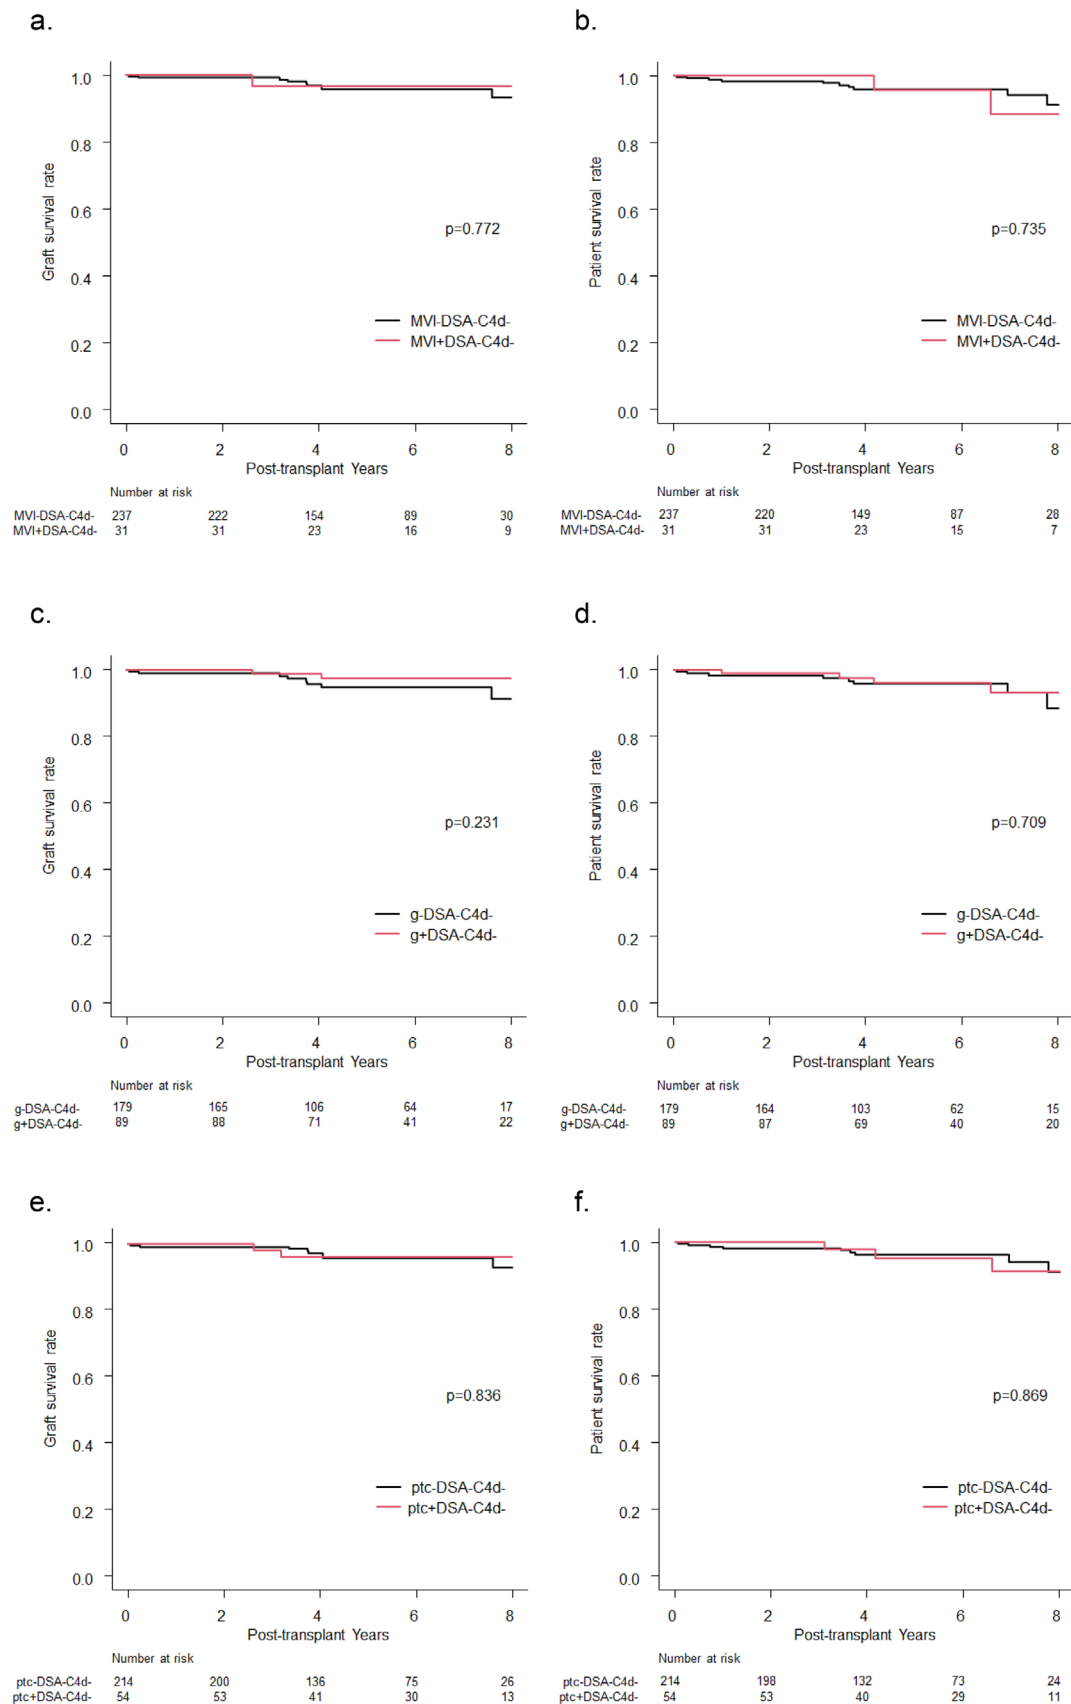 a.
1.0
0.8
0.6
0.4
0.2
0.0
Graft survival rate
p=0.772
MVI-DSA-C4d-
MVI+DSA-C4d-
0 2 4 6 8
Post-transplant Years
Number at risk
MVI-DSA-C4d- 237 222 154 89 30
MVI+DSA-C4d- 31 31 23 16 9
b.
1.0
0.8
0.6
0.4
0.2
0.0
Patient survival rate
p=0.735
MVI-DSA-C4d-
MVI+DSA-C4d-
0 2 4 6 8
Post-transplant Years
Number at risk
MVI-DSA-C4d- 237 220 149 87 28
MVI+DSA-C4d- 31 31 23 15 7
c.
1.0
0.8
0.6
0.4
0.2
0.0
Graft survival rate
p=0.231
g-DSA-C4d-
g+DSA-C4d-
0 2 4 6 8
Post-transplant Years
Number at risk
g-DSA-C4d- 179 165 106 64 17
g+DSA-C4d- 89 88 71 41 22
d.
1.0
0.8
0.6
0.4
0.2
0.0
Patient survival rate
p=0.709
g-DSA-C4d-
g+DSA-C4d-
0 2 4 6 8
Post-transplant Years
Number at risk
g-DSA-C4d- 179 164 103 62 15
g+DSA-C4d- 89 87 69 40 20
e.
1.0
0.8
0.6
0.4
0.2
0.0
Graft survival rate
p=0.836
ptc-DSA-C4d-
ptc+DSA-C4d-
0 2 4 6 8
Post-transplant Years
Number at risk
ptc-DSA-C4d- 214 200 136 75 26
ptc+DSA-C4d- 54 53 41 30 13
f.
1.0
0.8
0.6
0.4
0.2
0.0
Patient survival rate
p=0.869
ptc-DSA-C4d-
ptc+DSA-C4d-
0 2 4 6 8
Post-transplant Years
Number at risk
ptc-DSA-C4d- 214 198 132 73 24
ptc+DSA-C4d- 54 53 40 29 11